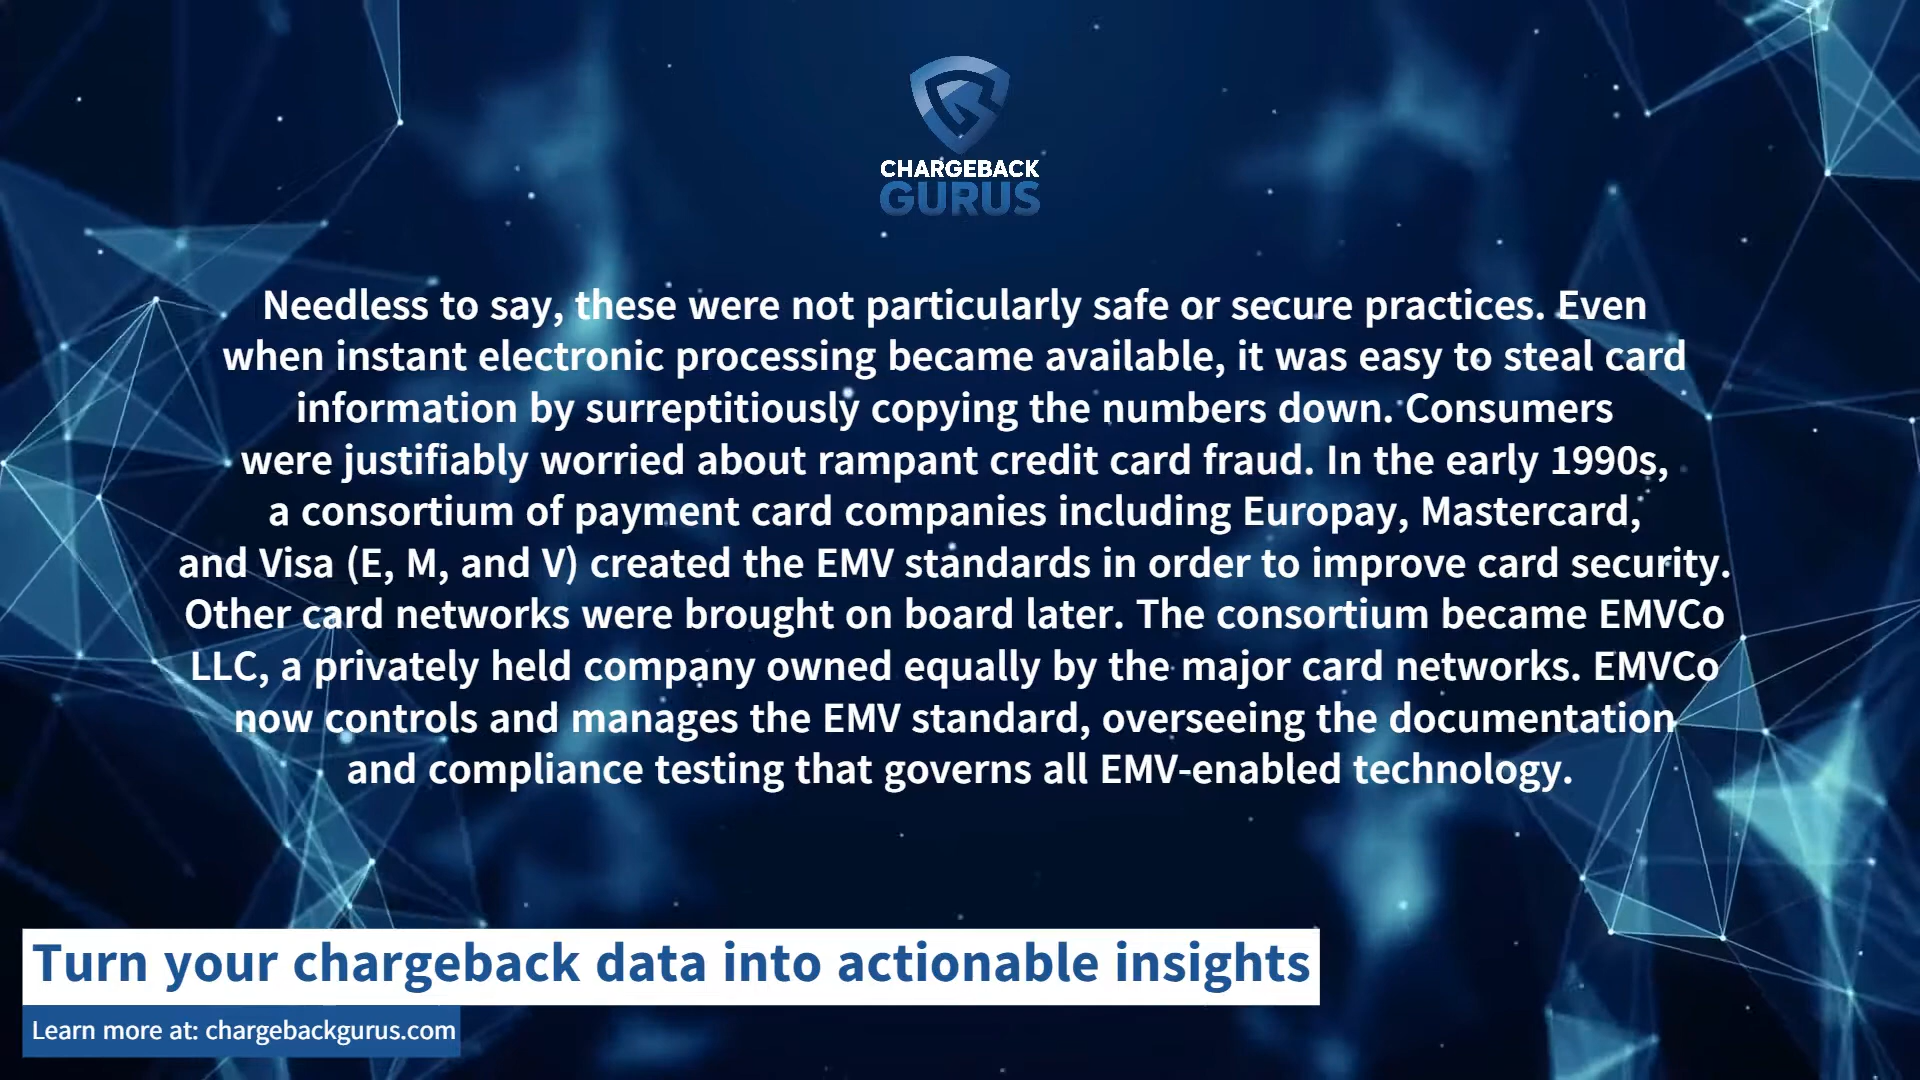 CHARGEBACK
GURUS
Needless to say, these were not particularly safe or secure practices. Even
when instant electronic processing became available, it was easy to steal card
information by surreptitiously copying the numbers down. Consumers
were justifiably worried about rampant credit card fraud. In the early 1990s,
a consortium of payment card companies including Europay, Mastercard,
and Visa (E, M, and V) created the EMV standards in order to improve card security.
Other card networks were brought on board later. The consortium became EMVCo
LLC, a privately held company owned equally by the major card networks. EMVCo
now controls and manages the EMV standard, overseeing the documentation
and compliance testing that governs all EMV-enabled technology.
Turn your chargeback data into actionable insights
Learn more at: chargebackgurus.com